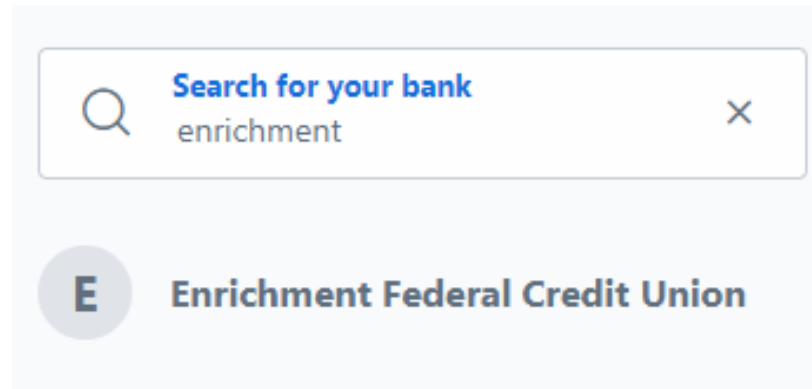 Search for your bank
enrichment
E
Enrichment Federal Credit Union